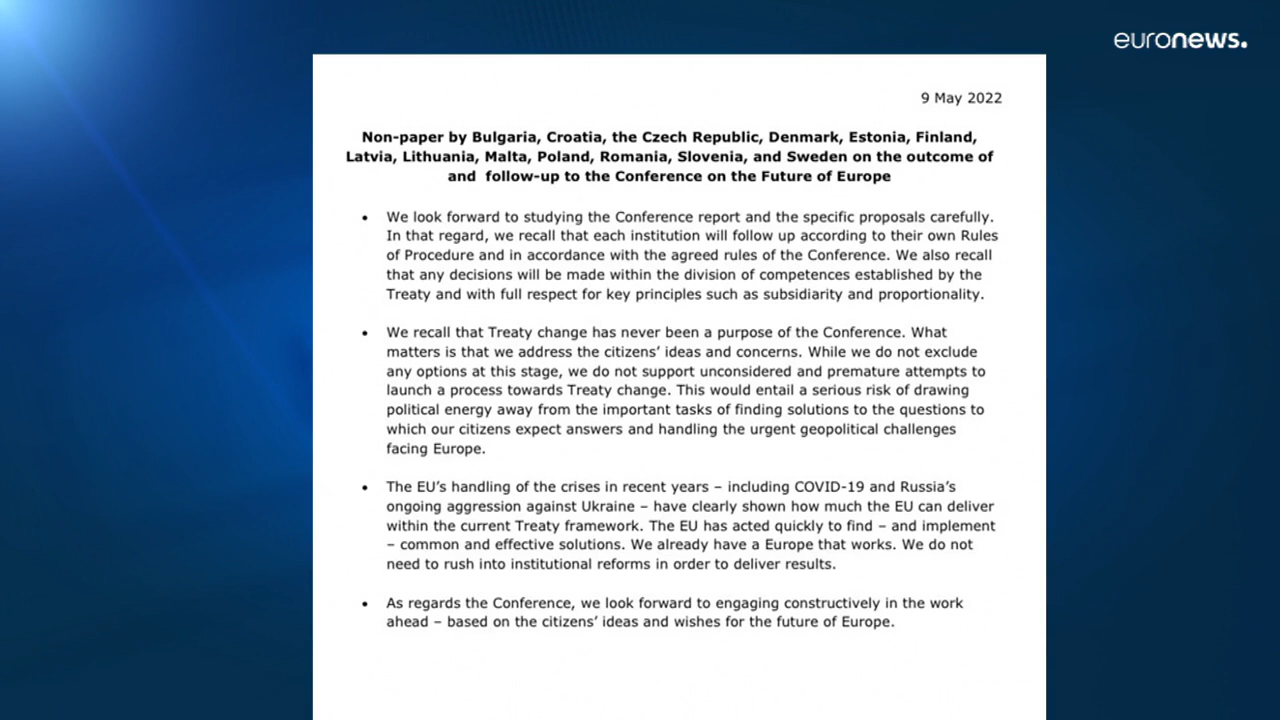 euronews.
9 May 2022
Non-paper by Bulgaria, Croatia, the Czech Republic, Denmark, Estonia, Finland,
Latvia, Lithuania, Malta, Poland, Romania, Slovenia, and Sweden on the outcome of
and follow-up to the Conference on the Future of Europe
• We look forward to studying the Conference report and the specific proposals carefully.
In that regard, we recall that each institution will follow up according to their own Rules
of Procedure and in accordance with the agreed rules of the Conference. We also recall
that any decisions will be made within the division of competences established by the
Treaty and with full respect for key principles such as subsidiarity and proportionality.
• We recall that Treaty change has never been a purpose of the Conference. What
matters is that we address the citizens’ ideas and concerns. While we do not exclude
any options at this stage, we do not support unconsidered and premature attempts to
launch a process towards Treaty change. This would entail a serious risk of drawing
political energy away from the important tasks of finding solutions to the questions to
which our citizens expect answers and handling the urgent geopolitical challenges
facing Europe.
• The EU’s handling of the crises in recent years – including COVID-19 and Russia’s
ongoing aggression against Ukraine – have clearly shown how much the EU can deliver
within the current Treaty framework. The EU has acted quickly to find – and implement
– common and effective solutions. We already have a Europe that works. We do not
need to rush into institutional reforms in order to deliver results.
• As regards the Conference, we look forward to engaging constructively in the work
ahead – based on the citizens’ ideas and wishes for the future of Europe.